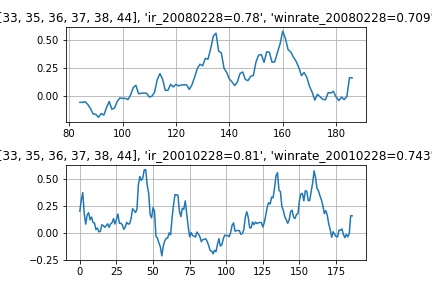 [33, 35, 36, 37, 38, 44], 'ir_20080228=0.78', 'winrate_20080228=0.709'
0.50
0.25
0.00
80 100 120 140 160 180
[33, 35, 36, 37, 38, 44], 'ir_20010228=0.81', 'winrate_20010228=0.743'
0.50
0.25
0.00
−0.25
0 25 50 75 100 125 150 175